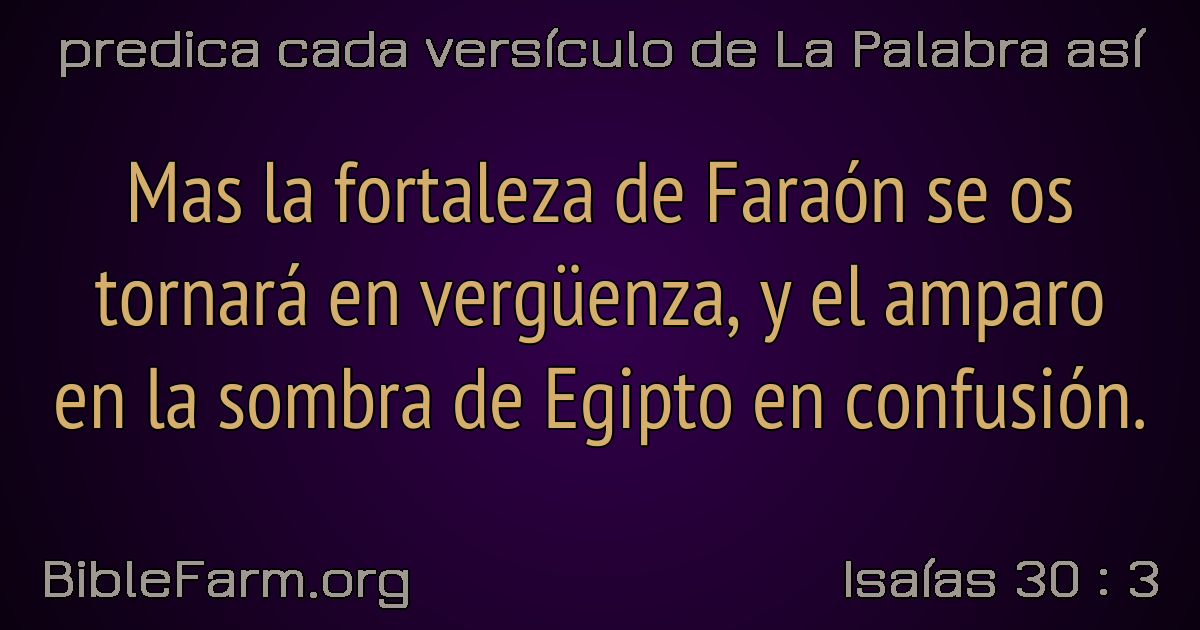 predica cada versículo de La Palabra así
Mas la fortaleza de Faraón se os
tornará en vergüenza, y el amparo
en la sombra de Egipto en confusión.
BibleFarm.org
Isaías 30 : 3